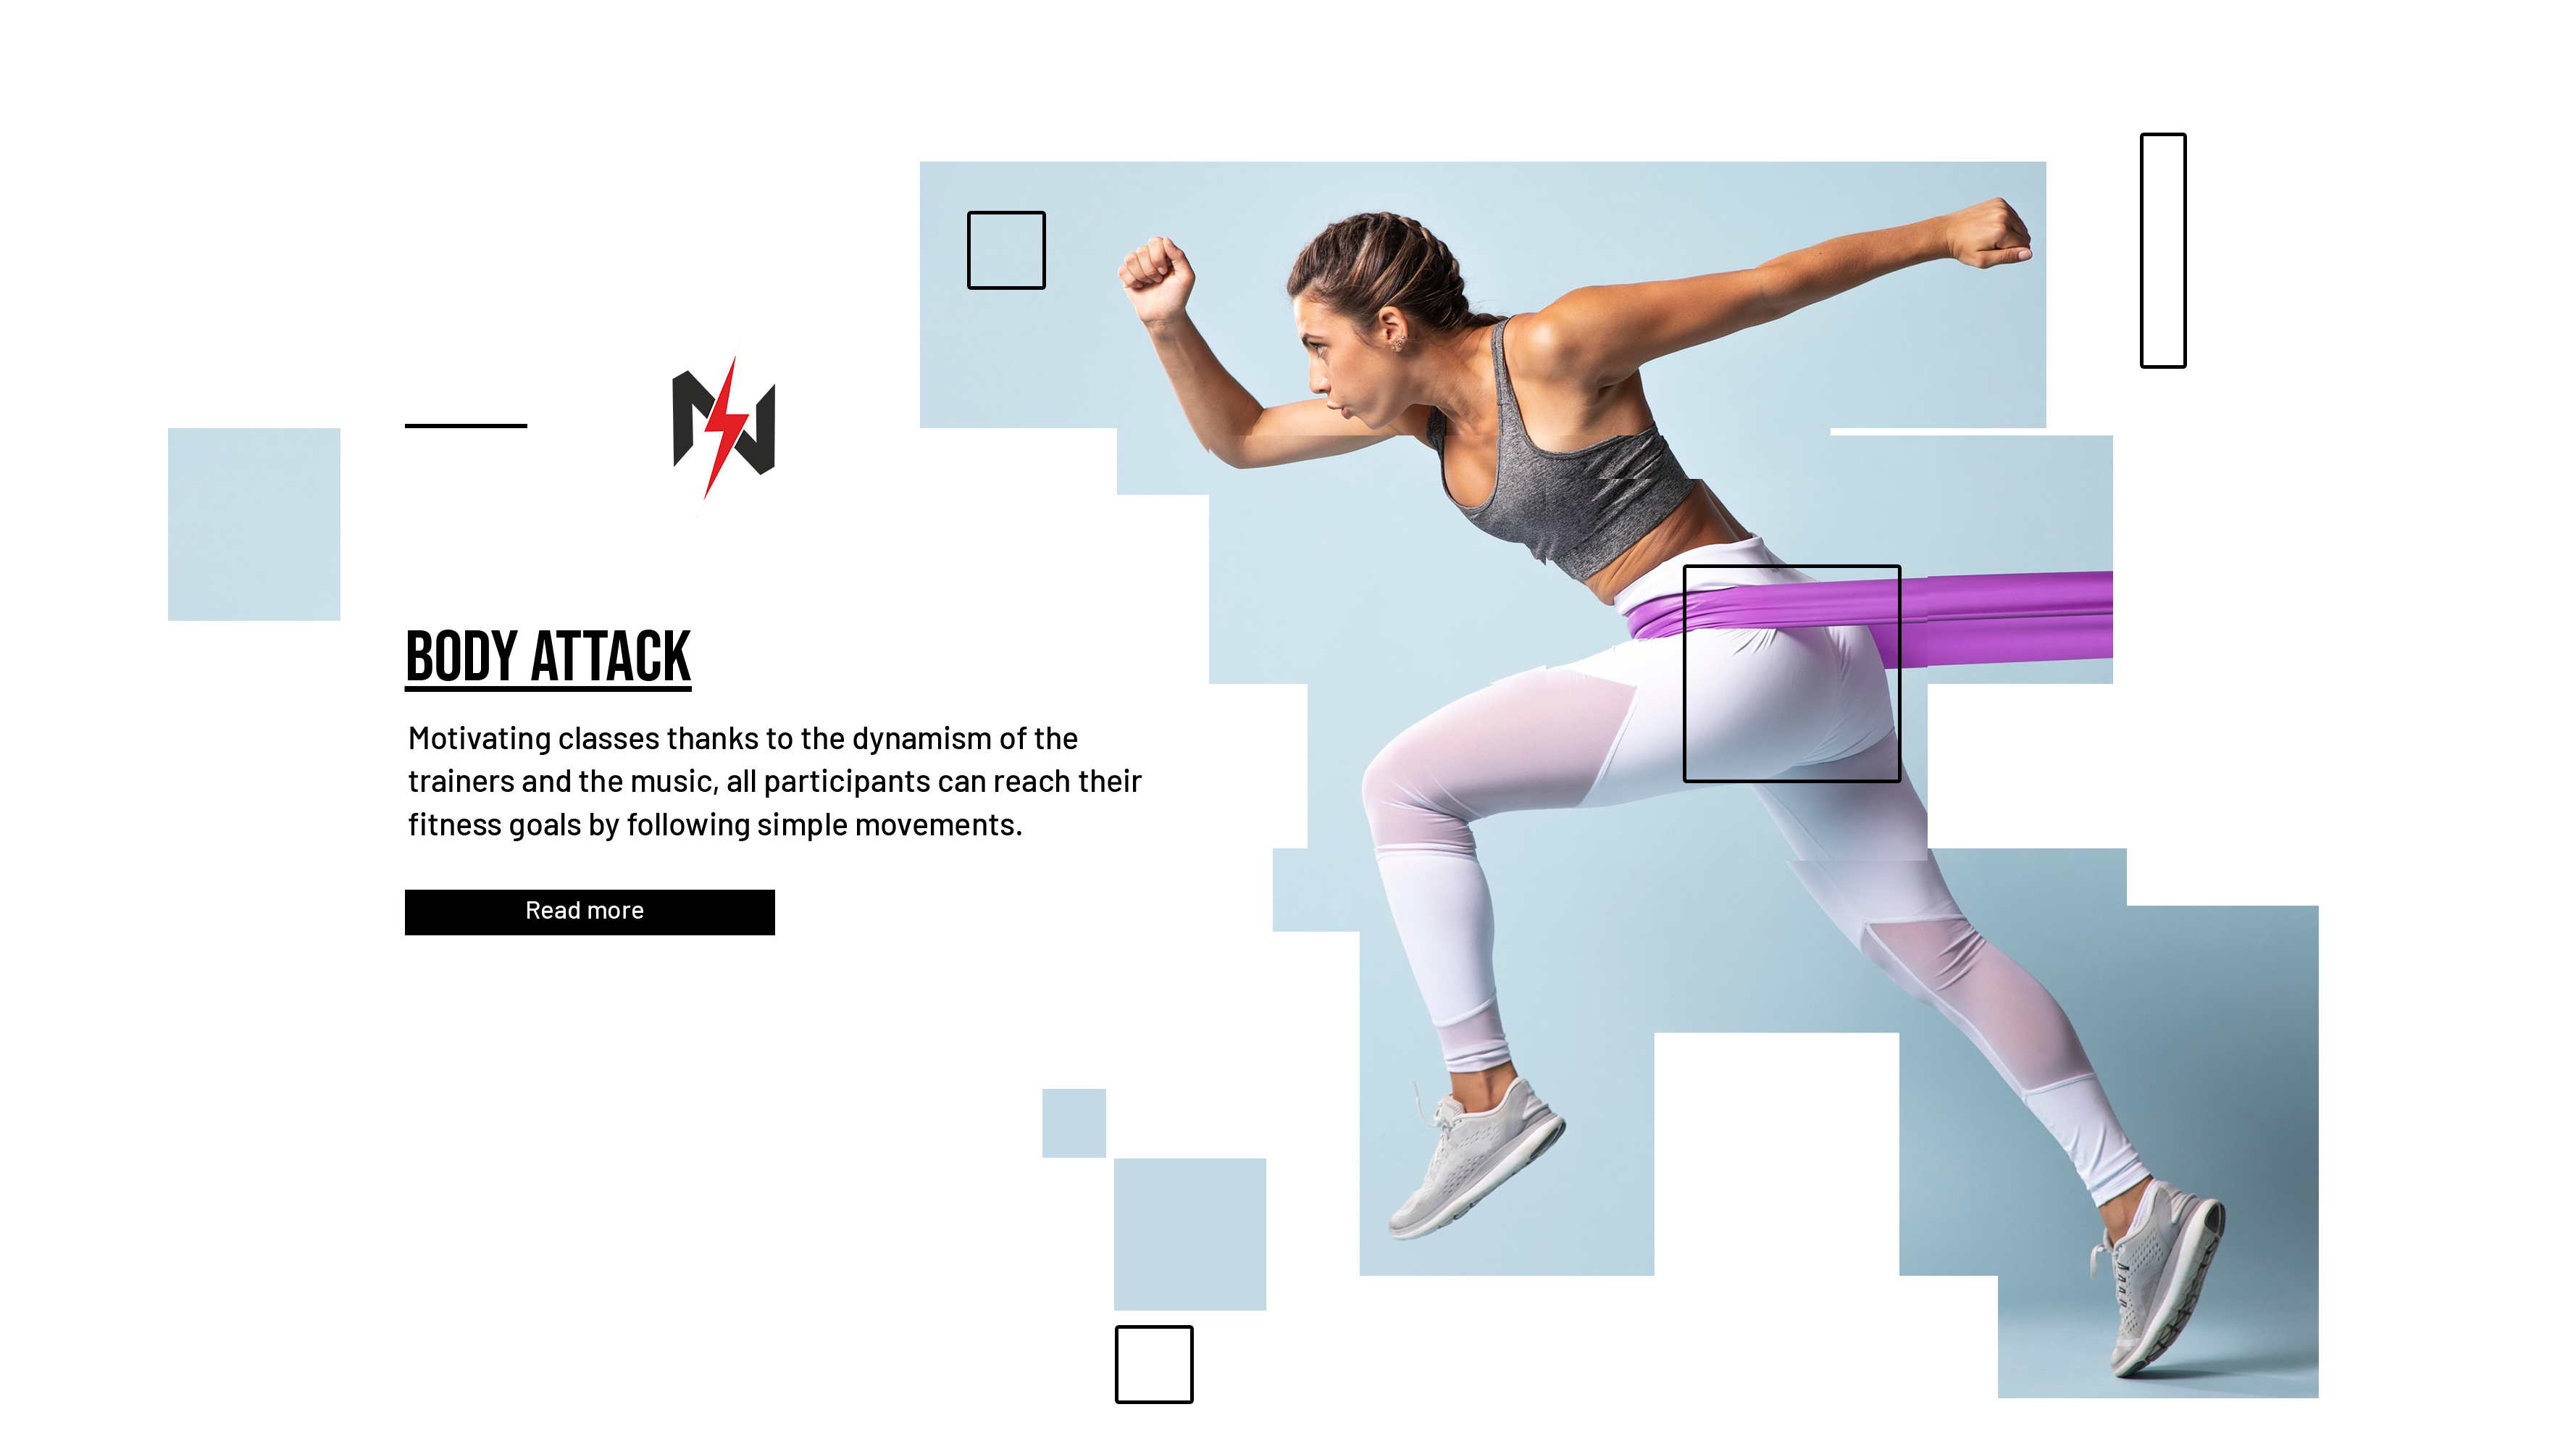 BODY ATTACK
Motivating classes thanks to the dynamism of the
trainers and the music, all participants can reach their
fitness goals by following simple movements.
Read more